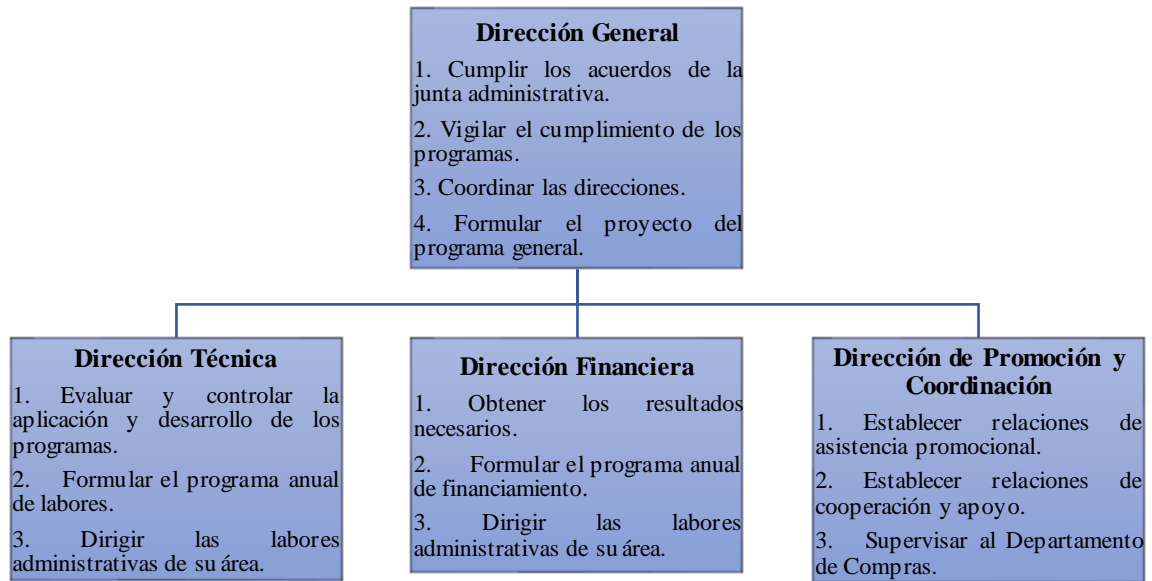 Dirección General
1. Cumplir los acuerdos de la
junta administrativa.
2. Vigilar el cumplimiento de los
programas.
3. Coordinar las direcciones.
4. Formular el proyecto del
programa general.
Dirección Técnica
1. Evaluar y controlar la
aplicación y desarrollo de los
programas.
2. Formular el programa anual
de labores.
3. Dirigir las labores
administrativas de su área.
Dirección Financiera
1. Obtener los resultados
necesarios.
2. Formular el programa anual
de financiamiento.
3. Dirigir las labores
administrativas de su área.
Dirección de Promoción y
Coordinación
1. Establecer relaciones de
asistencia promocional.
2. Establecer relaciones de
cooperación y apoyo.
3. Supervisar al Departamento
de Compras.